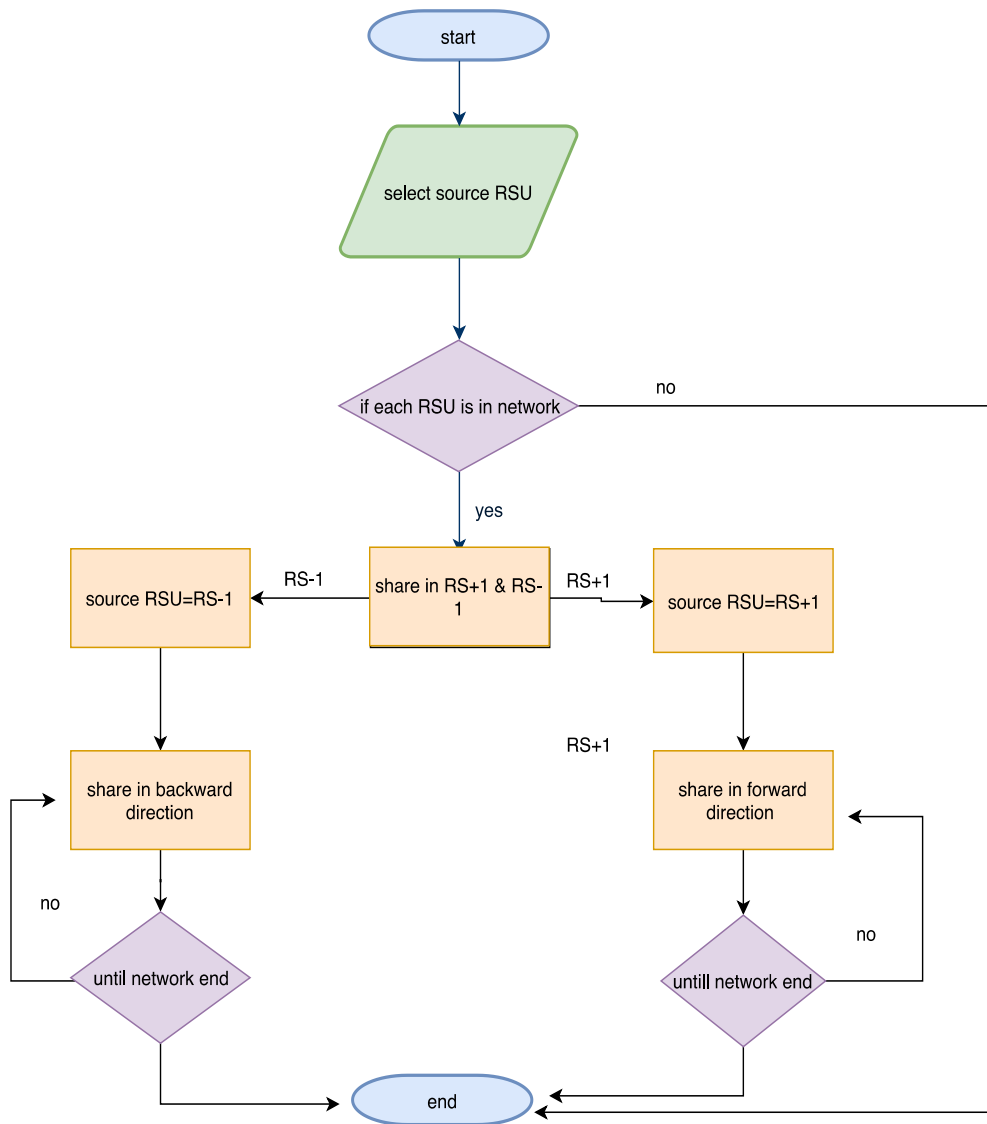 start
select source RSU
if each RSU is in network
no
yes
RS-1
share in RS+1 & RS-
1
RS+1
source RSU=RS-1
source RSU=RS+1
RS+1
share in backward
direction
share in forward
direction
no
no
until network end
untill network end
end